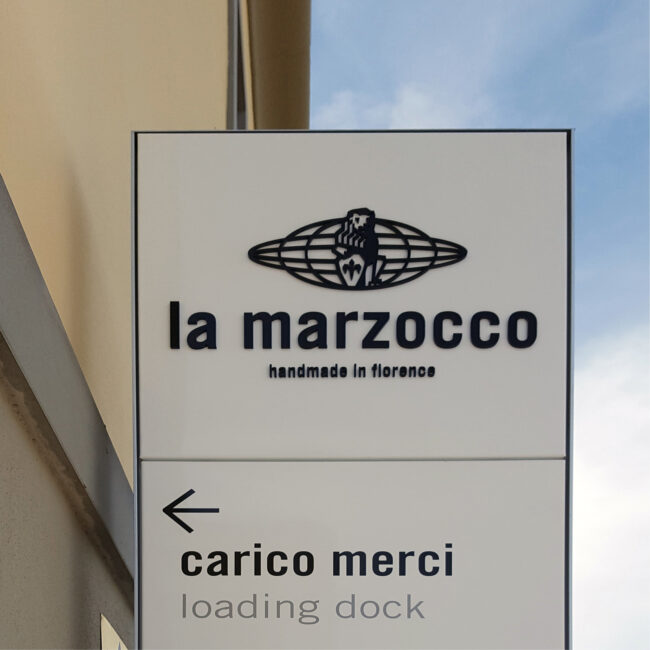 la marzocco
handmade in florence
carico merci
loading dock